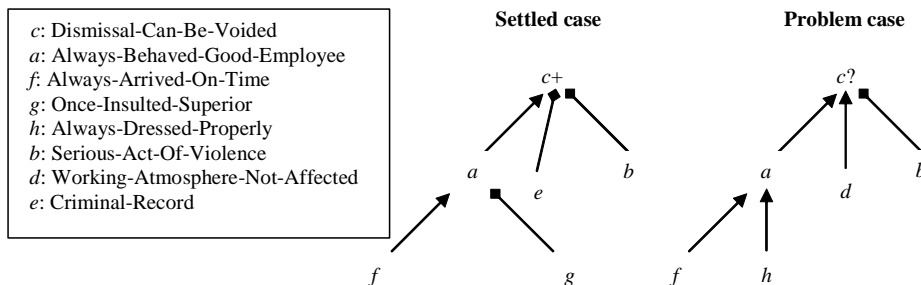 c: Dismissal-Can-Be-Voided
a: Always-Behaved-Good-Employee
f: Always-Arrived-On-Time
g: Once-Insulted-Superior
h: Always-Dressed-Properly
b: Serious-Act-Of-Violence
d: Working-Atmosphere-Not-Affected
e: Criminal-Record
Settled case
c+
a
e
b
f
g
Problem case
c?
a
d
b
f
h